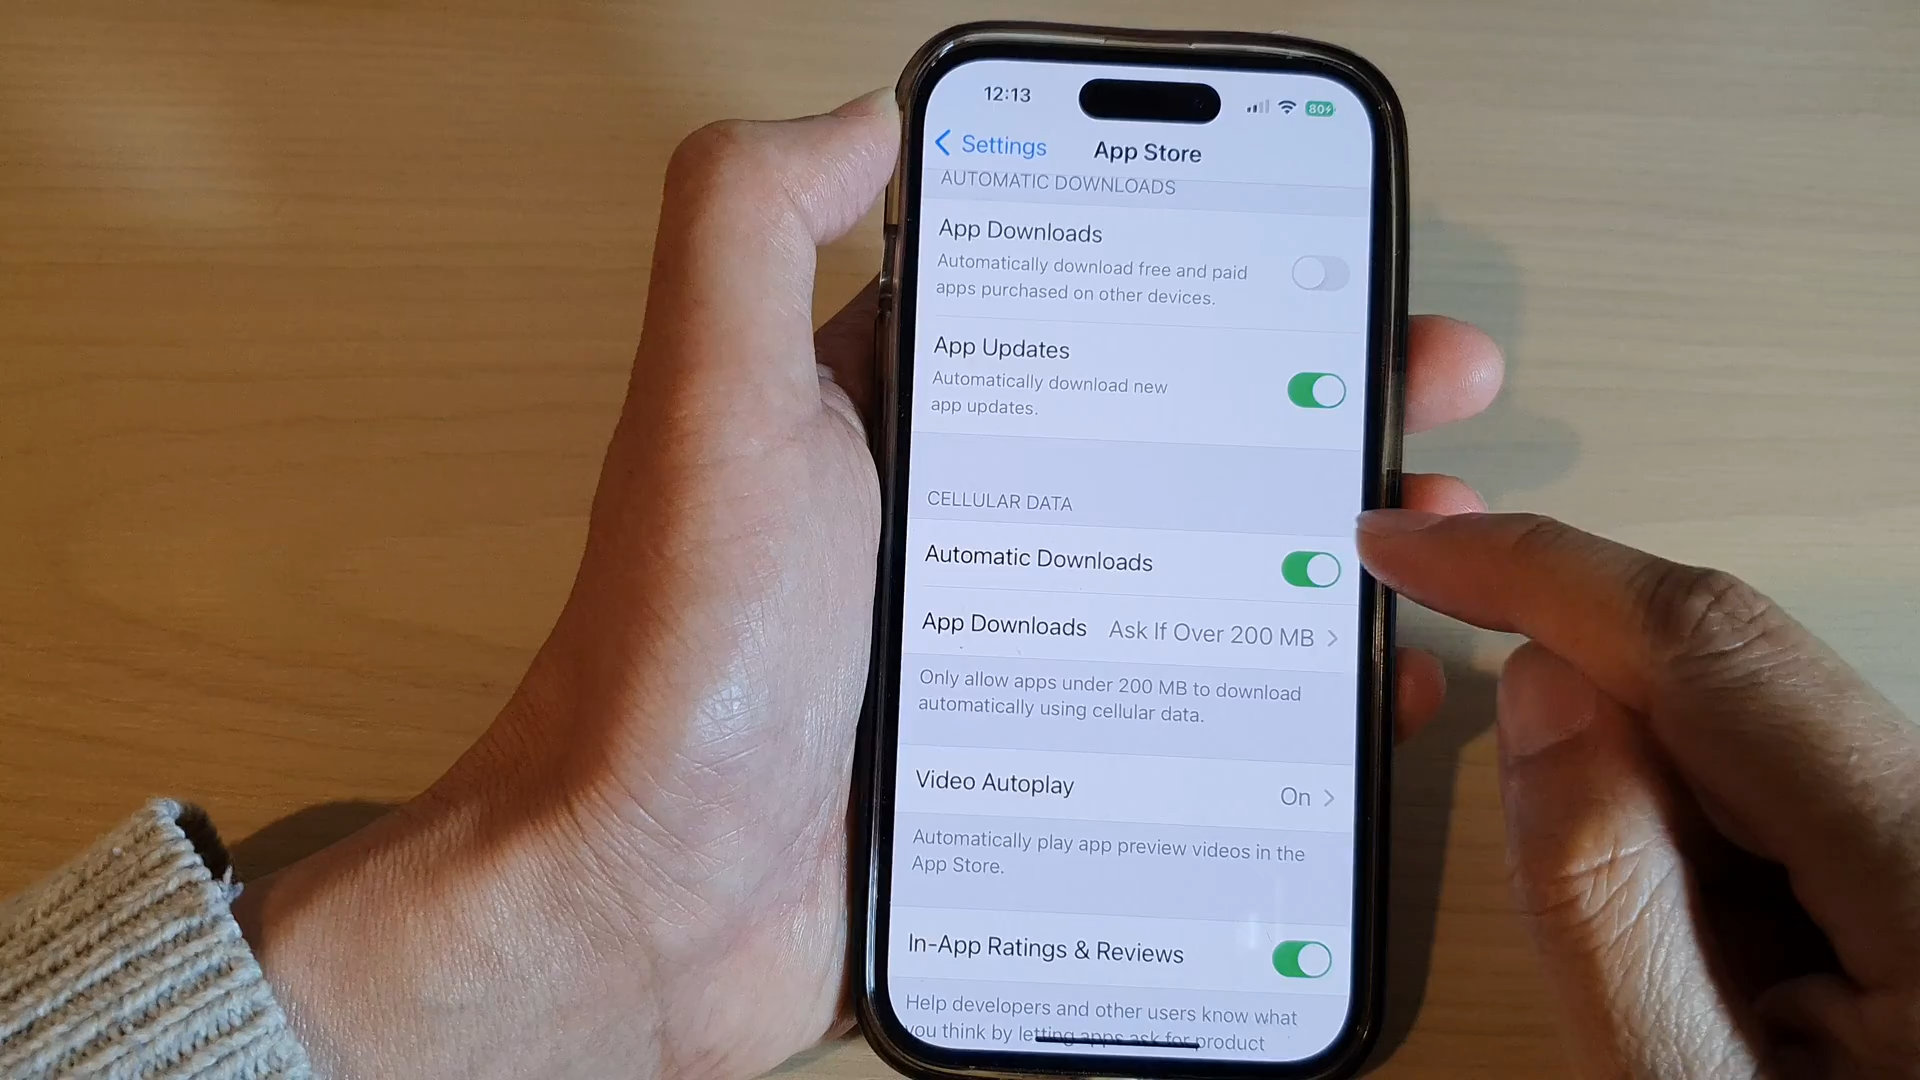 12:13
80
Settings
App Store
AUTOMATIC DOWNLOADS
App Downloads
Automatically download free and paid
apps purchased on other devices.
App Updates
Automatically download new
app updates.
CELLULAR DATA
Automatic Downloads
App Downloads Ask If Over 200 MB
Only allow apps under 200 MB to download
automatically using cellular data.
Video Autoplay On
Automatically play app preview videos in the
App Store.
In-App Ratings & Reviews
Help developers and other users know what
you think by letting apps ask for product